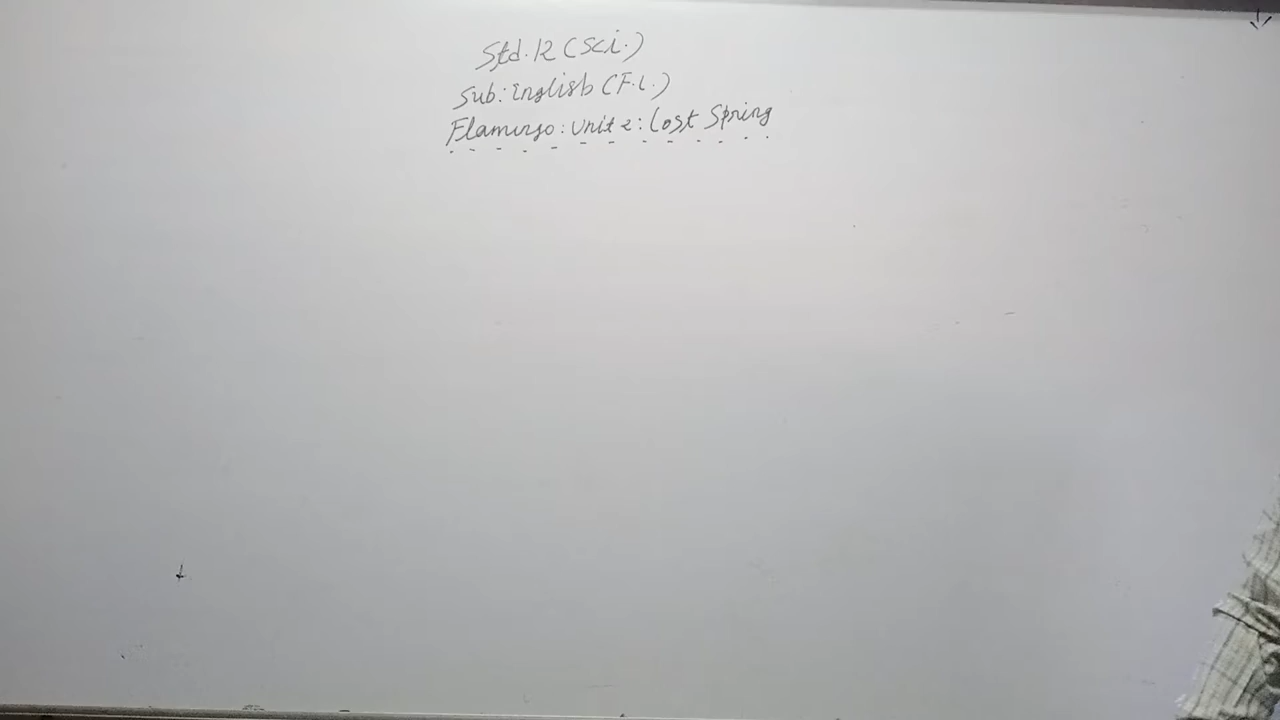 Std. 12 (Sci.)
Sub: English (F.L.)
Flamingo: Unit 2: Lost Spring